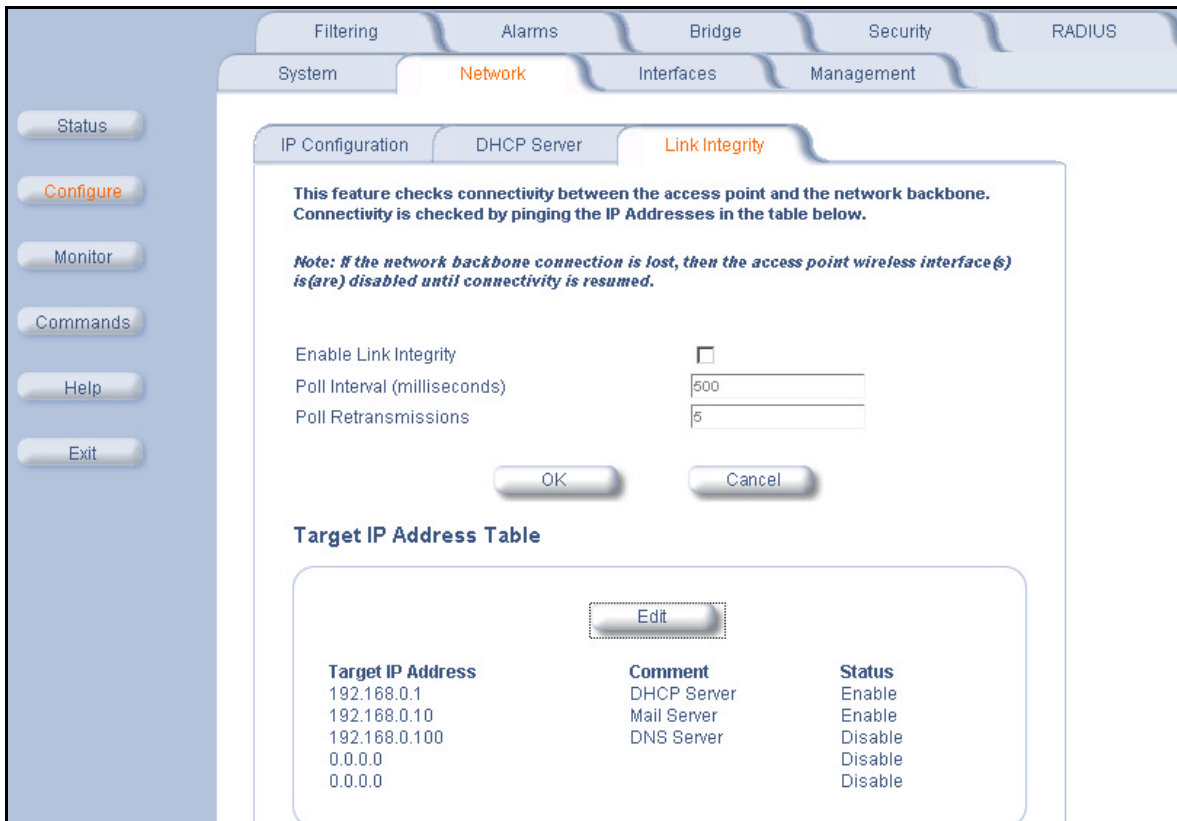 Filtering Alarms Bridge Security RADIUS
System Network Interfaces Management
Status
Configure
Monitor
Commands
Help
Exit
IP Configuration DHCP Server Link Integrity
This feature checks connectivity between the access point and the network backbone.
Connectivity is checked by pinging the IP Addresses in the table below.
Note: If the network backbone connection is lost, then the access point wireless interface(s)
is(are) disabled until connectivity is resumed.
Enable Link Integrity
Poll Interval (milliseconds) 500
Poll Retransmissions 5
OK Cancel
Target IP Address Table
Edit
Target IP Address Comment Status
192.168.0.1 DHCP Server Enable
192.168.0.10 Mail Server Enable
192.168.0.100 DNS Server Disable
0.0.0.0 Disable
0.0.0.0 Disable